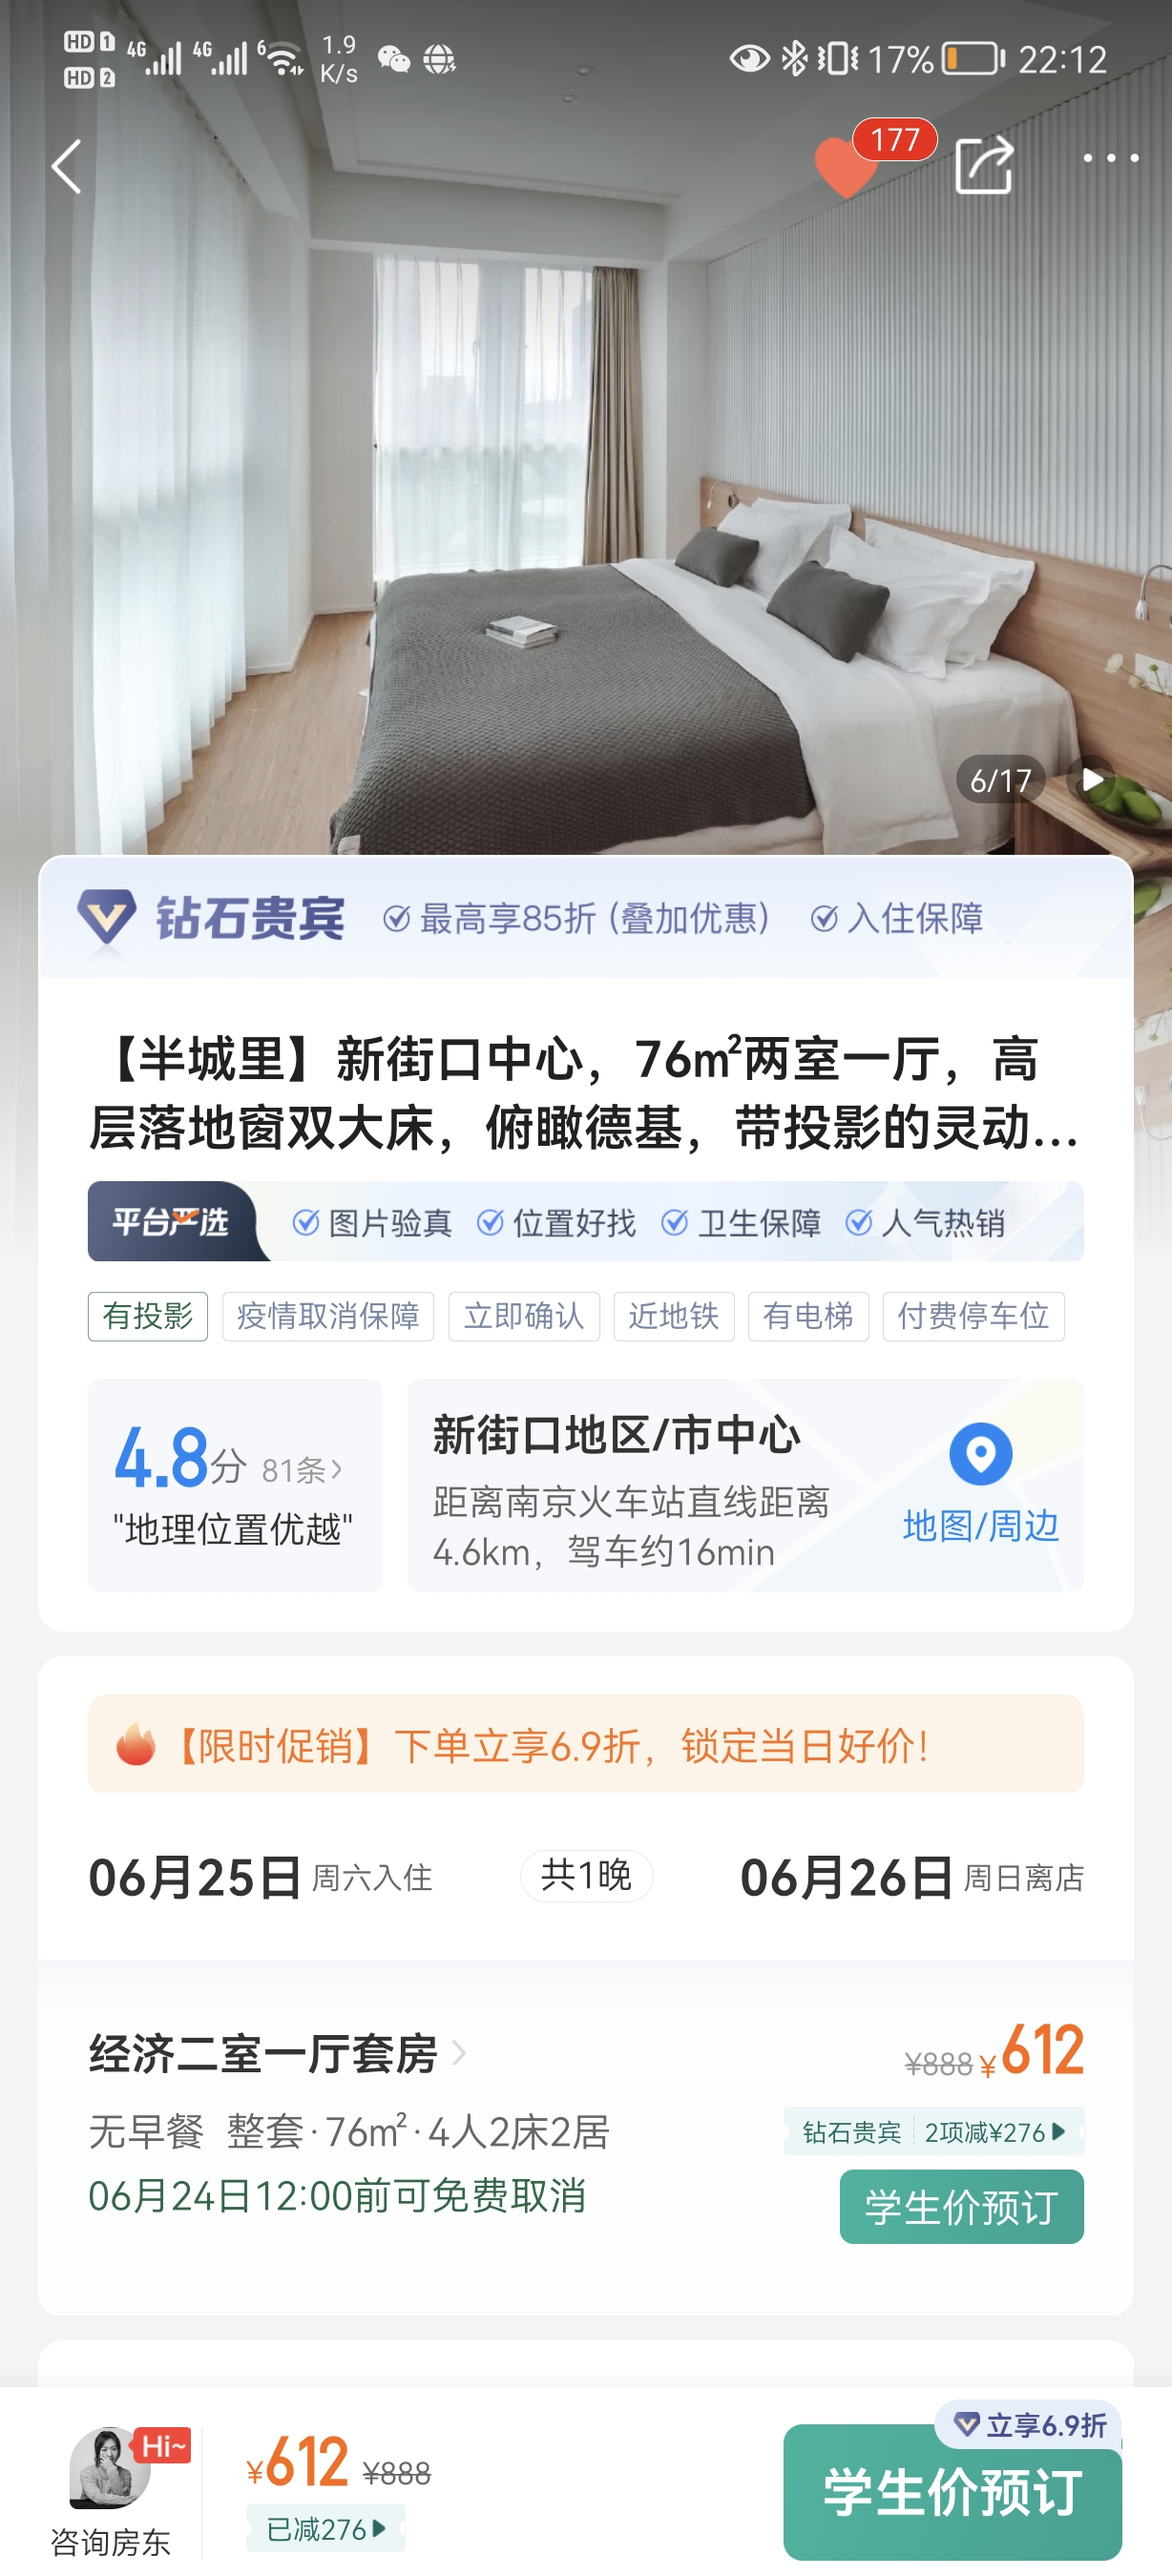 HD 1 4G 4G 6 1.9 17% 22:12
HD 2 K/s
177
6/17
钻石贵宾 最高享85折 (叠加优惠) 入住保障
【半城里】新街口中心，76㎡两室一厅，高
层落地窗双大床，俯瞰德基，带投影的灵动...
平台严选 图片验真 位置好找 卫生保障 人气热销
有投影 疫情取消保障 立即确认 近地铁 有电梯 付费停车位
4.8分 81条
"地理位置优越"
新街口地区/市中心
距离南京火车站直线距离
4.6km，驾车约16min
地图/周边
【限时促销】下单立享6.9折，锁定当日好价！
06月25日 周六入住 共1晚 06月26日 周日离店
经济二室一厅套房 ¥888 ¥612
无早餐 整套·76㎡·4人2床2居 钻石贵宾 2项减¥276
06月24日12:00前可免费取消 学生价预订
Hi~
咨询房东
¥612 ¥888
已减276
立享6.9折
学生价预订